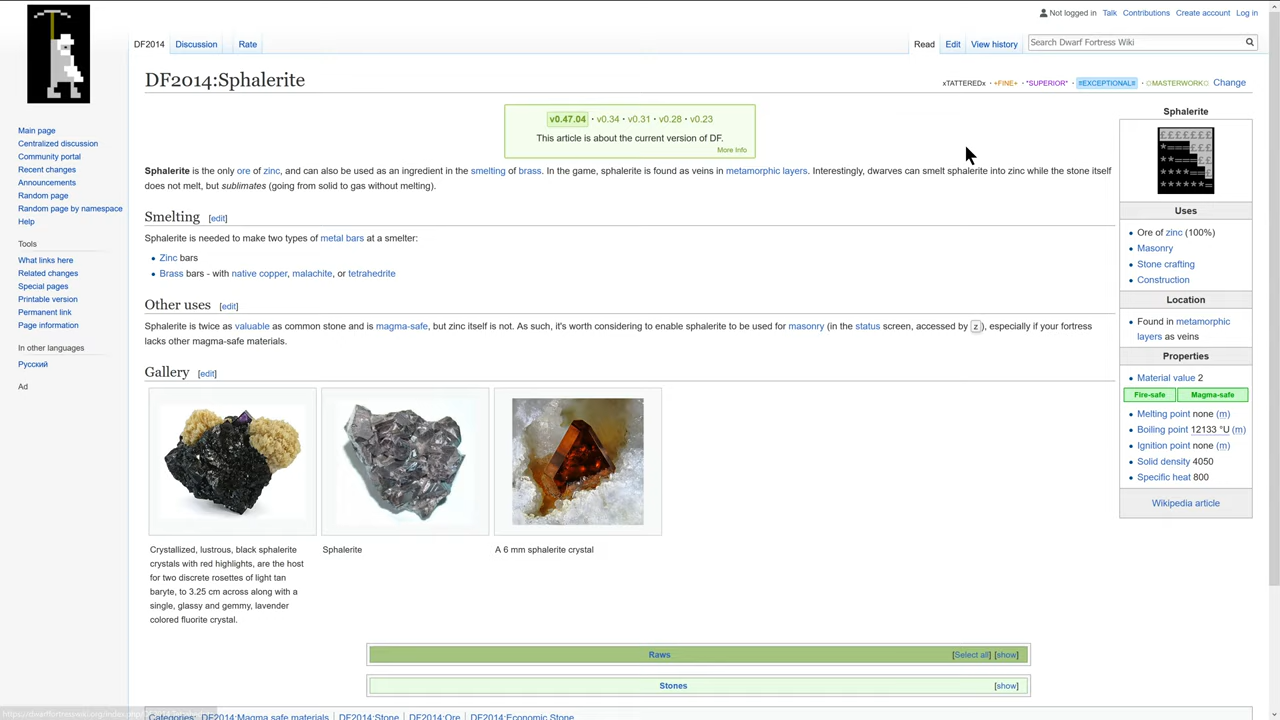 Not logged in Talk Contributions Create account Log in
DF2014 Discussion Rate Read Edit View history Search Dwarf Fortress Wiki
DF2014:Sphalerite
xTATTEREDx · +FINE+ · *SUPERIOR* · ≡EXCEPTIONAL≡ · ☼MASTERWORK☼ Change
v0.47.04 · v0.34 · v0.31 · v0.28 · v0.23
This article is about the current version of DF.
More Info
Sphalerite is the only ore of zinc, and can also be used as an ingredient in the smelting of brass. In the game, sphalerite is found as veins in metamorphic layers. Interestingly, dwarves can smelt sphalerite into zinc while the stone itself
does not melt, but sublimates (going from solid to gas without melting).
Smelting [edit]
Sphalerite is needed to make two types of metal bars at a smelter:
Zinc bars
Brass bars - with native copper, malachite, or tetrahedrite
Other uses [edit]
Sphalerite is twice as valuable as common stone and is magma-safe, but zinc itself is not. As such, it's worth considering to enable sphalerite to be used for masonry (in the status screen, accessed by z), especially if your fortress
lacks other magma-safe materials.
Gallery [edit]
Crystallized, lustrous, black sphalerite
crystals with red highlights, are the host
for two discrete rosettes of light tan
baryte, to 3.25 cm across along with a
single, glassy and gemmy, lavender
colored fluorite crystal.
Sphalerite
A 6 mm sphalerite crystal
Raws [Select all] [show]
Stones [show]
Categories: DF2014:Magma safe materials DF2014:Stone DF2014:Ore DF2014:Economic Stone
Sphalerite
Uses
Ore of zinc (100%)
Masonry
Stone crafting
Construction
Location
Found in metamorphic
layers as veins
Properties
Material value 2
Fire-safe Magma-safe
Melting point none (m)
Boiling point 12133 °U (m)
Ignition point none (m)
Solid density 4050
Specific heat 800
Wikipedia article
Main page
Centralized discussion
Community portal
Recent changes
Announcements
Random page
Random page by namespace
Help
Tools
What links here
Related changes
Special pages
Printable version
Permanent link
Page information
In other languages
Русский
Ad